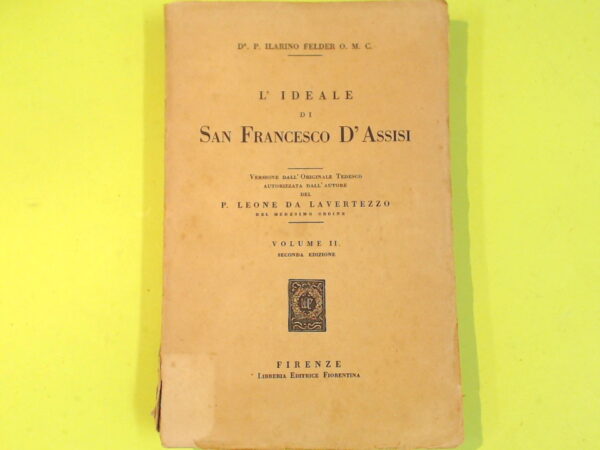 Dr. P. ILARINO FELDER O. M. C.
L' IDEALE
DI
SAN FRANCESCO D'ASSISI
VERSIONE DALL'ORIGINALE TEDESCO
AUTORIZZATA DALL'AUTORE
DEL
P. LEONE DA LAVERTEZZO
DEL MEDESIMO ORDINE
VOLUME II.
SECONDA EDIZIONE
FIRENZE
LIBRERIA EDITRICE FIORENTINA